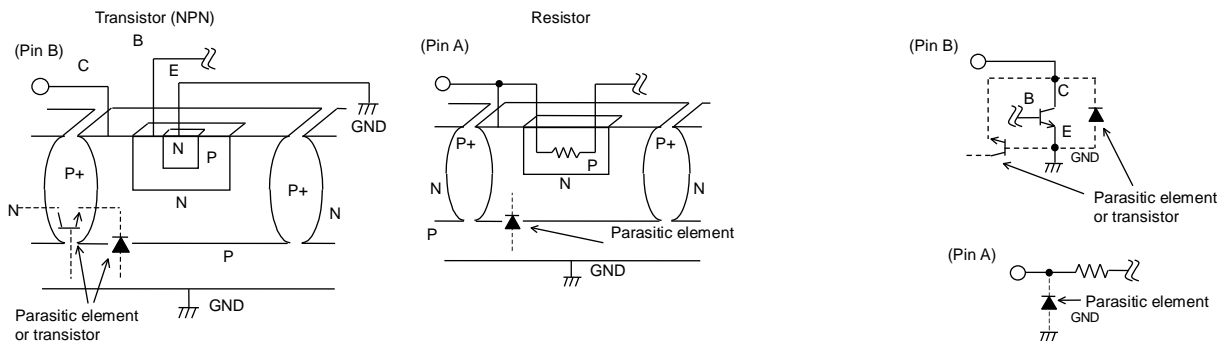 Transistor (NPN)
(Pin B)
C
B
E
GND
N
P
P+
N
P+
N
N
P
GND
Parasitic element
or transistor
Resistor
(Pin A)
P+
P
P+
N
N
N
P
Parasitic element
GND
(Pin B)
C
B
E
GND
Parasitic element
or transistor
(Pin A)
Parasitic element
GND